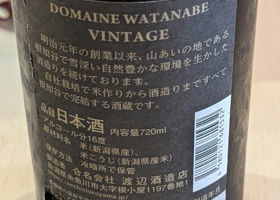 DOMAINE WATANABE
VINTAGE
明治元年の創業以来、山あいの地である
根知谷で雪深い自然豊かな環境を生かした
酒造りを続けております。
自社栽培で米作りから酒造りまですべて
根知谷で完結する酒蔵です。
品目 日本酒
アルコール分16度 内容量720ml
原材料名 米(新潟県産)、
米こうじ(新潟県産米)
保存方法 冷暗所で保管
製造者 合名会社 渡辺酒造店
新潟県糸魚川市大字根小屋1197番地1